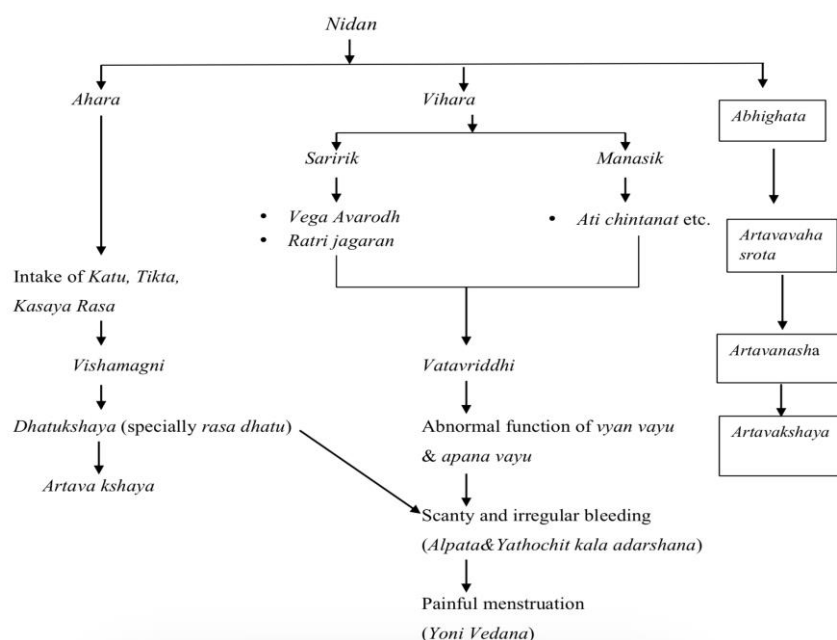 Nidan
Ahara
Vihara
Abhighata
Saririk
Manasik
• Vega Avarodh
• Ratri jagaran
• Ati chintanat etc.
Artavavaha
srota
Intake of Katu, Tikta,
Kasaya Rasa
Vishamagni
Vatavriddhi
Artavanasha
Dhatukshaya (specially rasa dhatu)
Abnormal function of vyan vayu
& apana vayu
Artavakshaya
Artava kshaya
Scanty and irregular bleeding
(Alpata&Yathochit kala adarshana)
Painful menstruation
(Yoni Vedana)